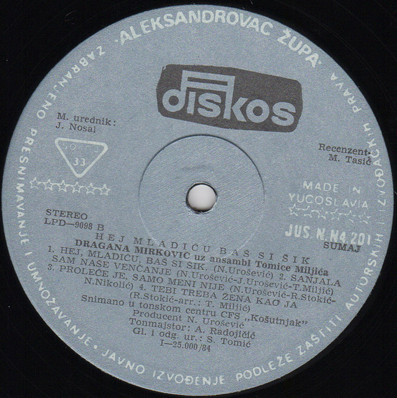 "ALEKSANDROVAC ŽUPA"
ZABRANJENO PRESNIMAVANJE I UMNOŽAVANJE, JAVNO IZVOĐENJE PODLEŽE ZAŠTITI AUTORSKIH I IZVOĐAČKIH PRAVA
diskos
M. urednik:
J. Nosal
Recenzent:
M. Tasić
33
MADE IN
YUGOSLAVIA
STEREO
LPD-9098 B
JUS. N. N4. 201
SUMAJ
HEJ MLADIĆU BAŠ SI ŠIK
DRAGANA MIRKOVIĆ uz ansambl Tomice Miljića
1. HEJ, MLADIĆU, BAŠ SI ŠIK. (N.Urošević) 2. SANJALA
SAM NAŠE VENČANJE (N.Urošević-J.Urošević-T.Miljić)
3. PROLEĆE JE, SAMO MENI NIJE (N.Urošević-R.Stokić-
N.Nikolić) 4. TEBI TREBA ŽENA KAO JA
(R.Stokić-arr.: T. Miljić)
Snimano u tonskom centru CFS „Košutnjak"
Producent N. Urošević
Tonmajstor: A. Radojičić
Gl. i odg. ur.: S. Tomić
1-25.000/84